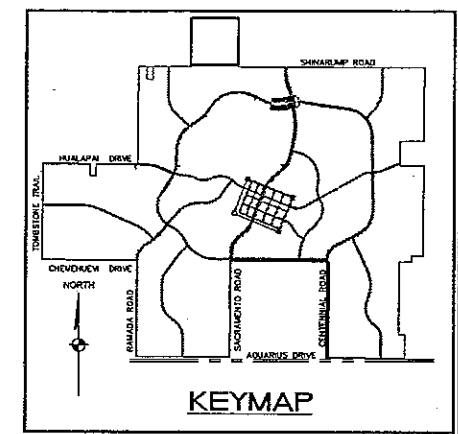 SHINARUMP ROAD
HUALAPAI DRIVE
TOMBSTONE TRAIL
CHEVEHUEVI DRIVE
NORTH
RAMADA ROAD
SACRAMENTO ROAD
CENTENNIAL ROAD
AQUARIUS DRIVE
KEYMAP